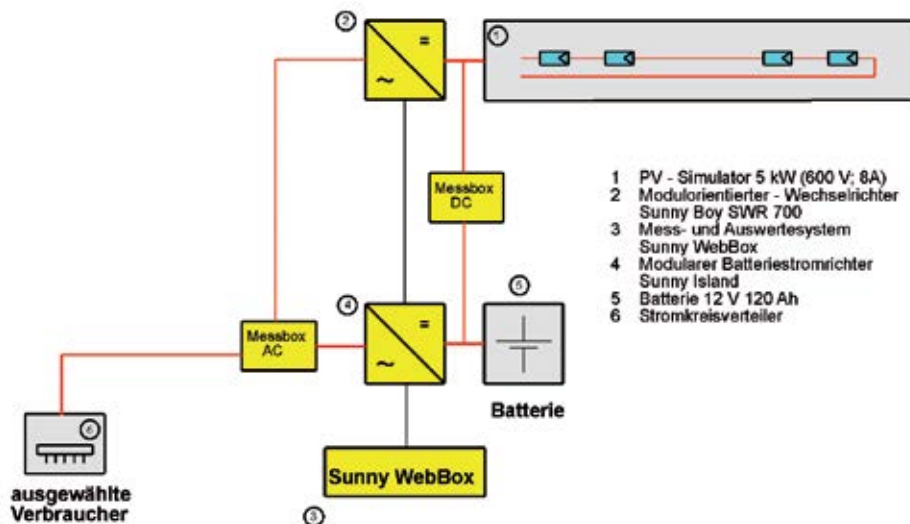 2
1
=
~
1 PV - Simulator 5 kW (600 V; 8A)
2 Modulorientierter - Wechselrichter
Sunny Boy SWR 700
3 Mess- und Auswertesystem
Sunny WebBox
4 Modularer Batteriestromrichter
Sunny Island
5 Batterie 12 V 120 Ah
6 Stromkreisverteiler
Messbox
DC
4
5
=
~
Messbox
AC
Batterie
6
Sunny WebBox
ausgewählte
Verbraucher
3